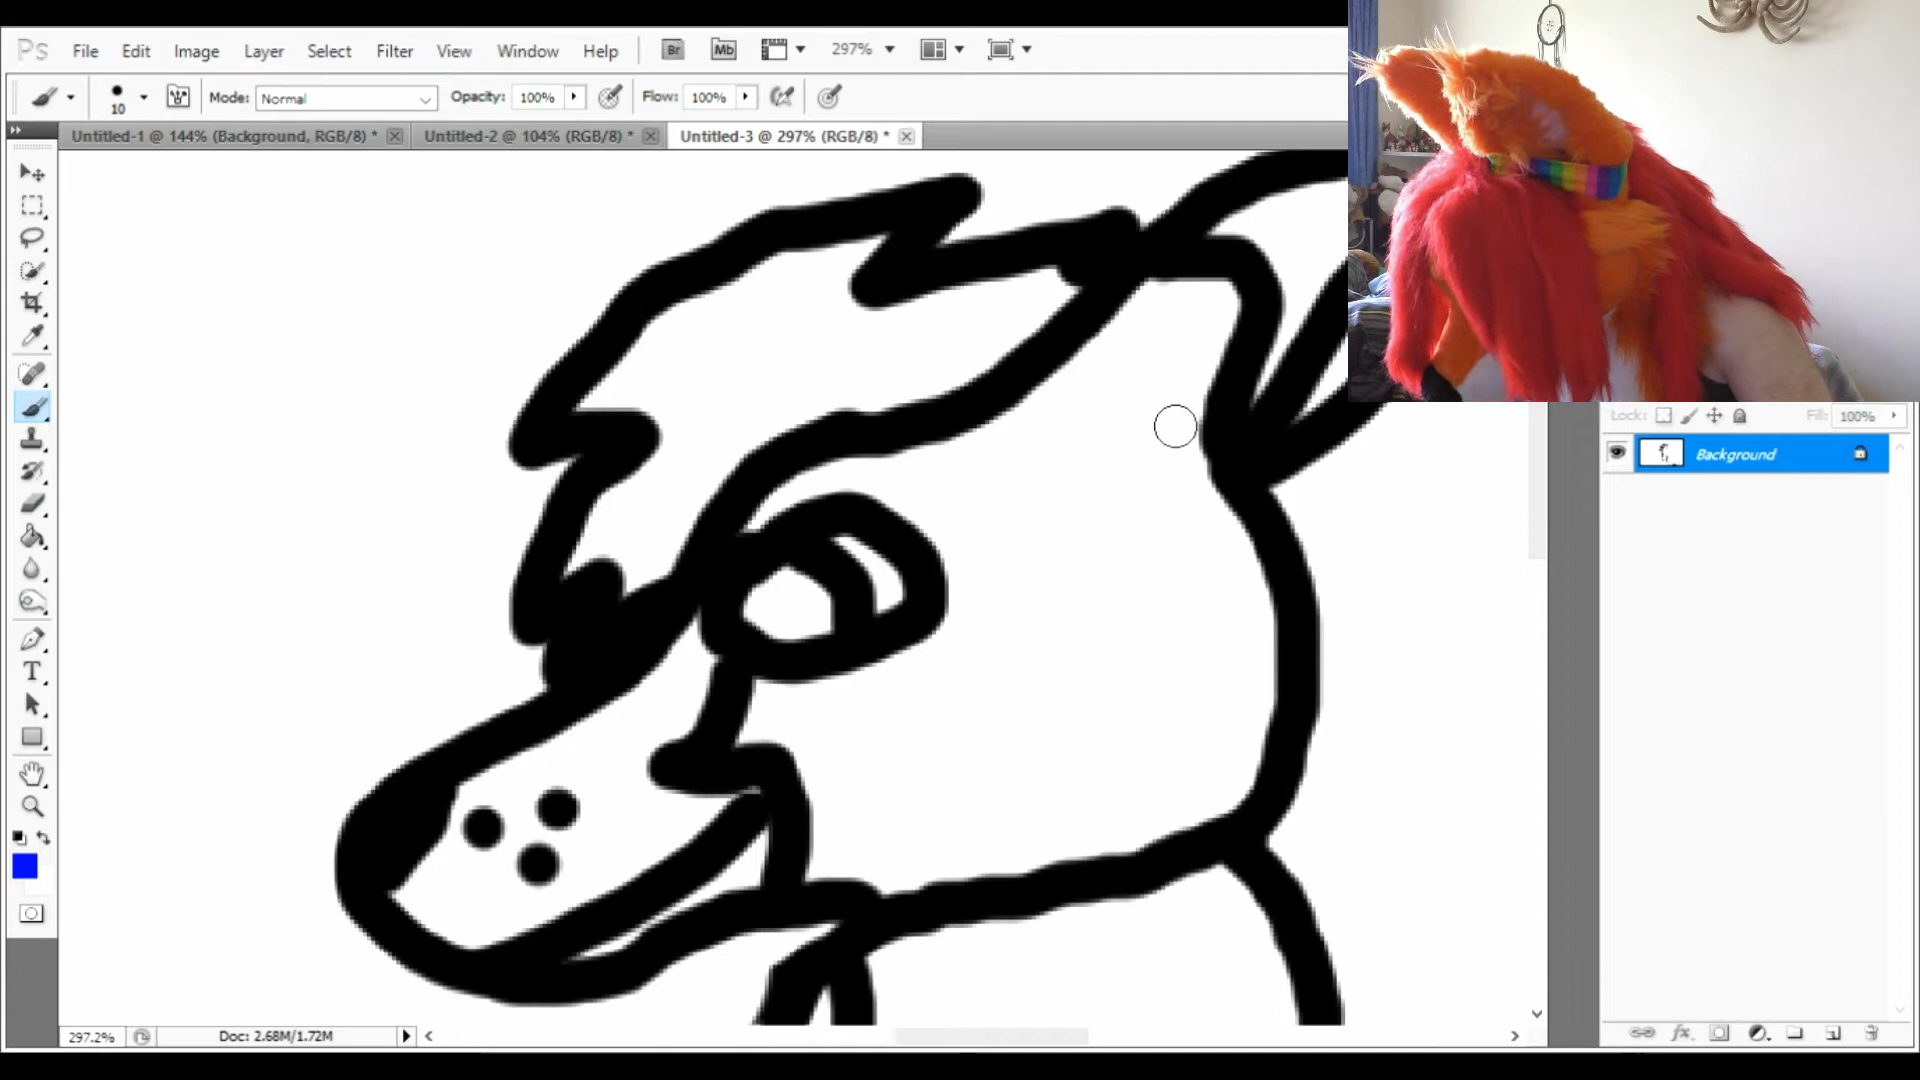 Ps File Edit Image Layer Select Filter View Window Help Br Mb 297%
10 Mode: Normal Opacity: 100% Flow: 100%
Untitled-1 @ 144% (Background, RGB/8) * Untitled-2 @ 104% (RGB/8) * Untitled-3 @ 297% (RGB/8) *
Lock: Fill: 100%
Background
T
297.2% Doc: 2.68M/1.72M
fx